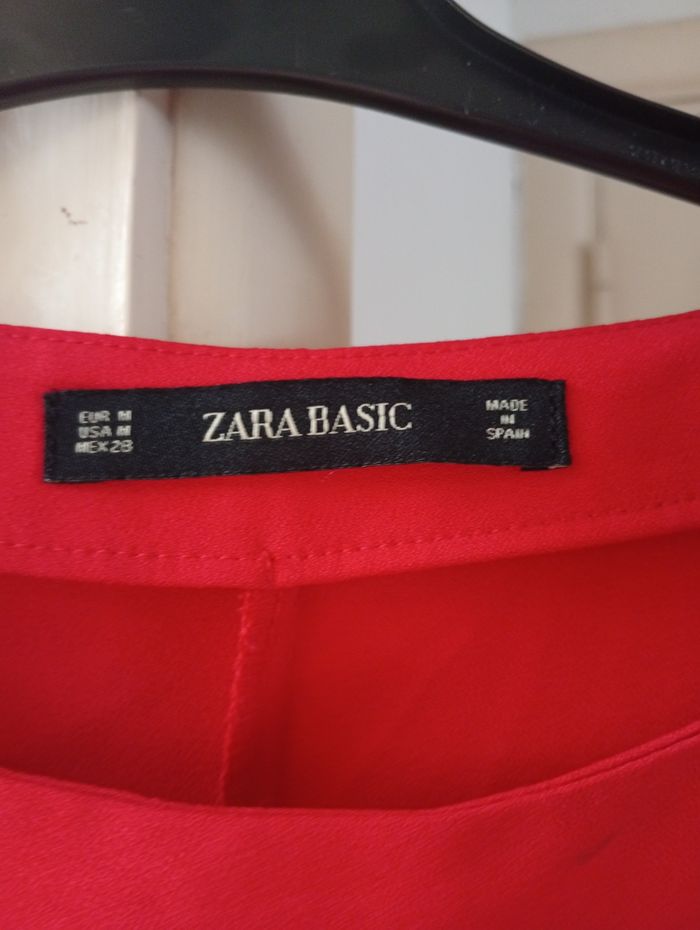 EUR M
USA M
MEX 28
ZARA BASIC
MADE
IN
SPAIN